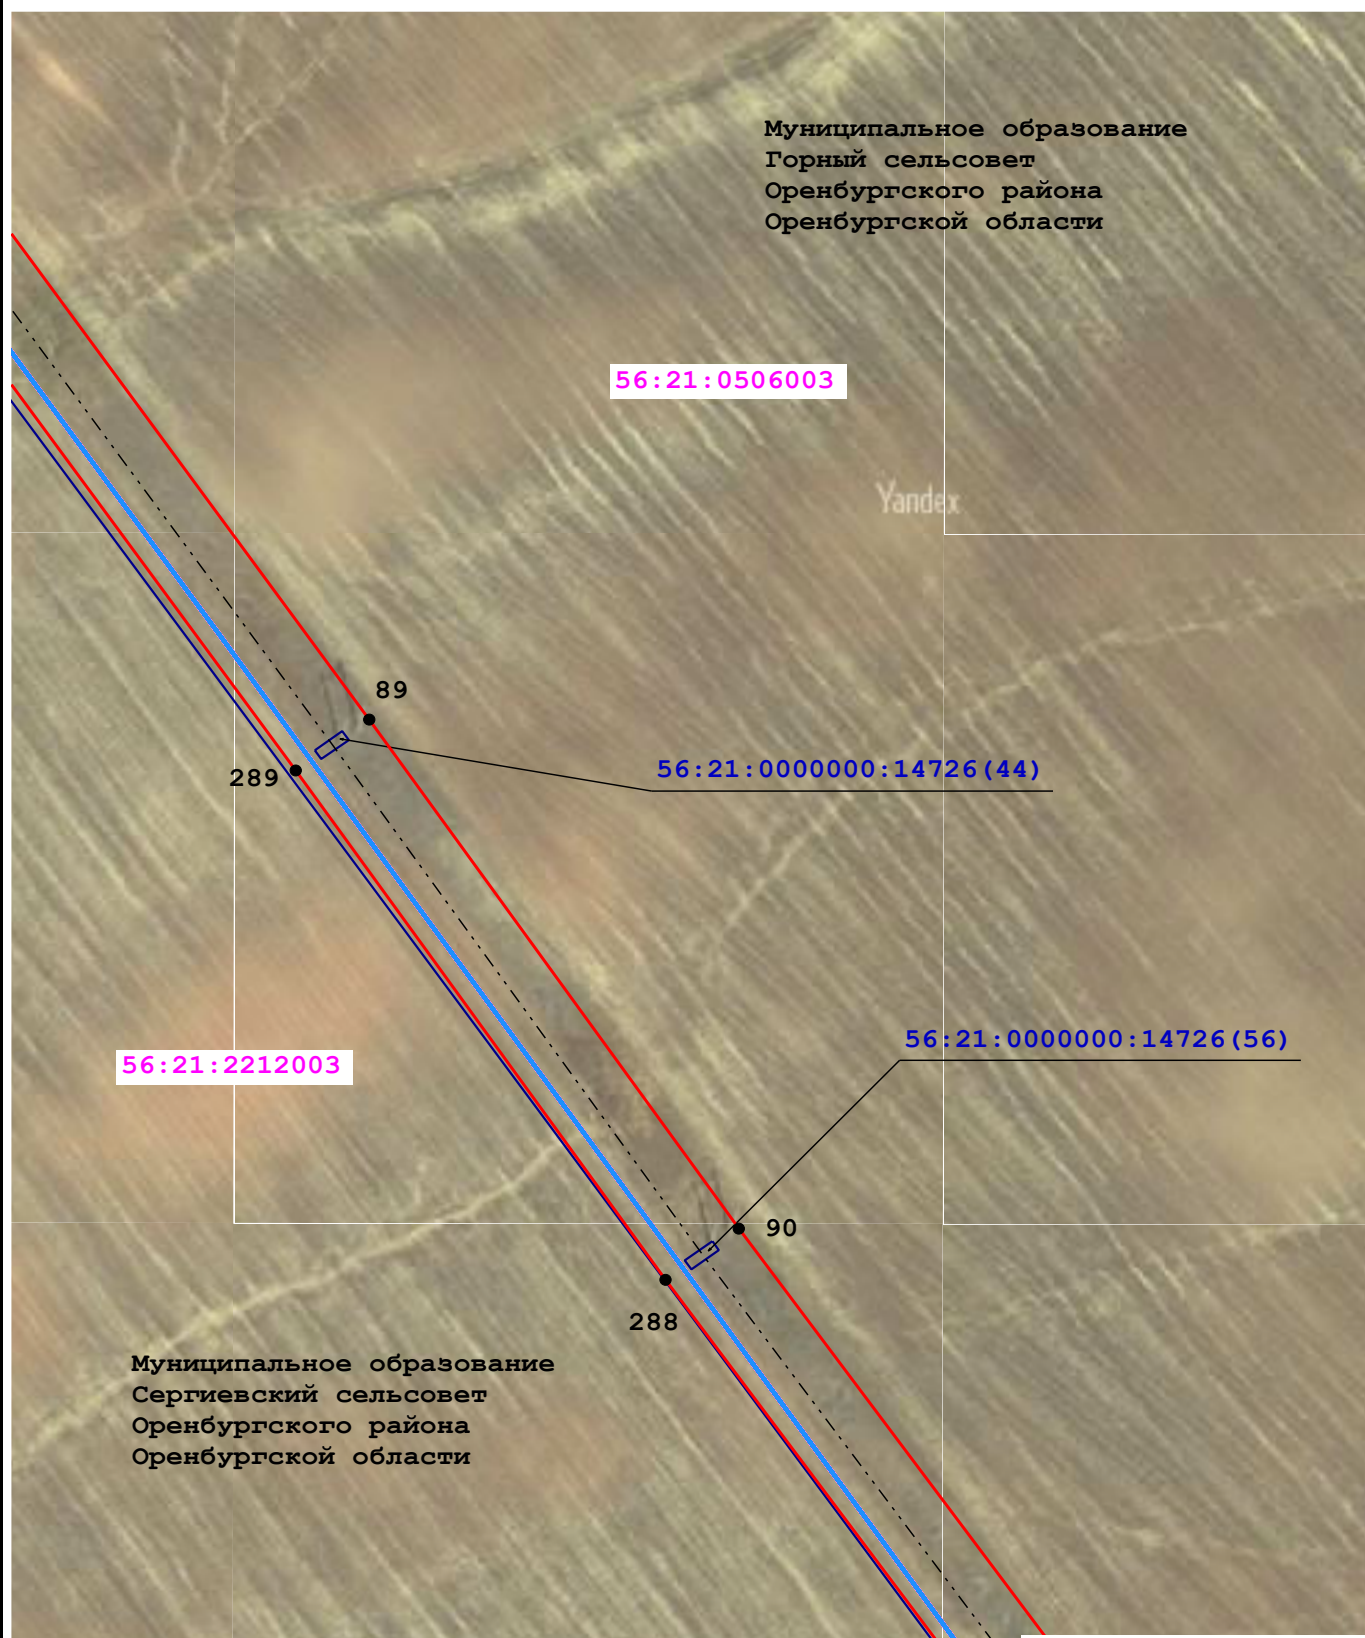 Муниципальное образование
Горный сельсовет
Оренбургского района
Оренбургской области
56:21:0506003
Yandex
89
56:21:0000000:14726(44)
289
56:21:0000000:14726(56)
56:21:2212003
90
288
Муниципальное образование
Сергиевский сельсовет
Оренбургского района
Оренбургской области